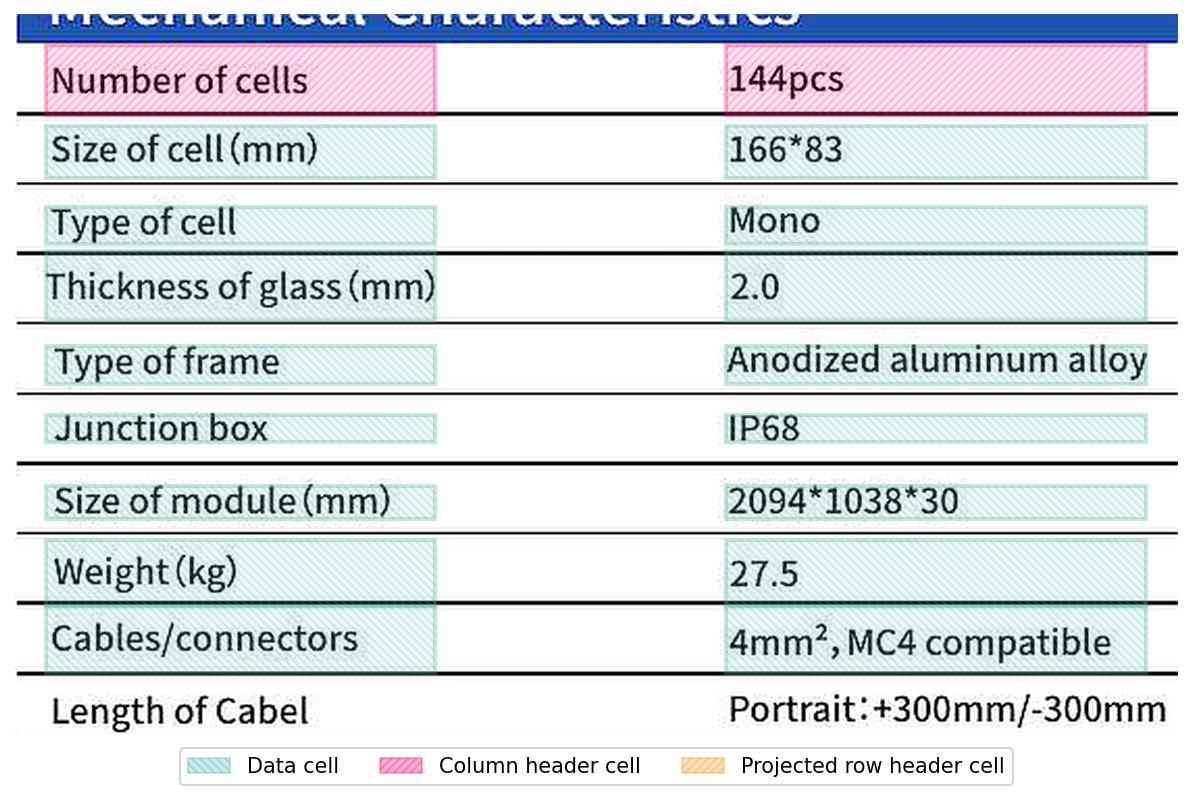 Mechanical Characteristics
Number of cells 144pcs
Size of cell(mm) 166*83
Type of cell Mono
Thickness of glass(mm) 2.0
Type of frame Anodized aluminum alloy
Junction box IP68
Size of module(mm) 2094*1038*30
Weight(kg) 27.5
Cables/connectors 4mm², MC4 compatible
Length of Cabel Portrait:+300mm/-300mm
Data cell Column header cell Projected row header cell